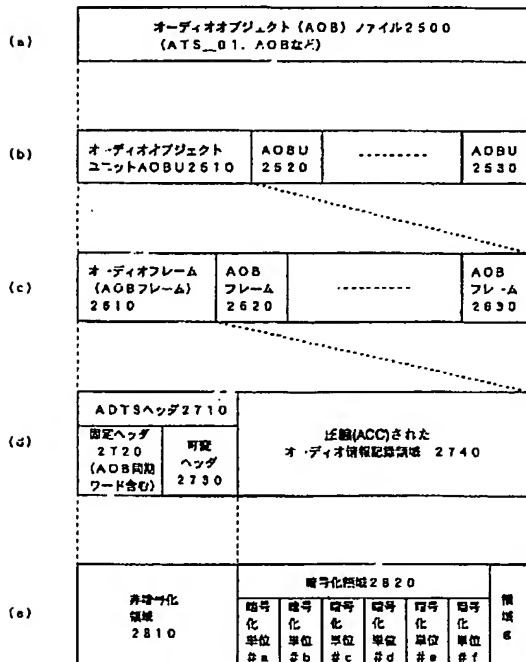 (a)
オーディオオブジェクト (AOB) ファイル2500
(ATS_01. AOBなど)
(b)
オーディオオブジェクト
ユニットAOBU2510
AOBU
2520
AOBU
2530
(c)
オーディオフレーム
(AOBフレーム)
2610
AOB
フレーム
2620
AOB
フレーム
2630
(d)
ADTSヘッダ2710
固定ヘッダ
2720
(AOB同期
ワード含む)
可変
ヘッダ
2730
圧縮(ACC)された
オーディオ情報記録領域 2740
(e)
非暗号化
領域
2810
暗号化領域2820
暗号
化
単位
#a
暗号
化
単位
#b
暗号
化
単位
#c
暗号
化
単位
#d
暗号
化
単位
#e
暗号
化
単位
#f
領
域
g